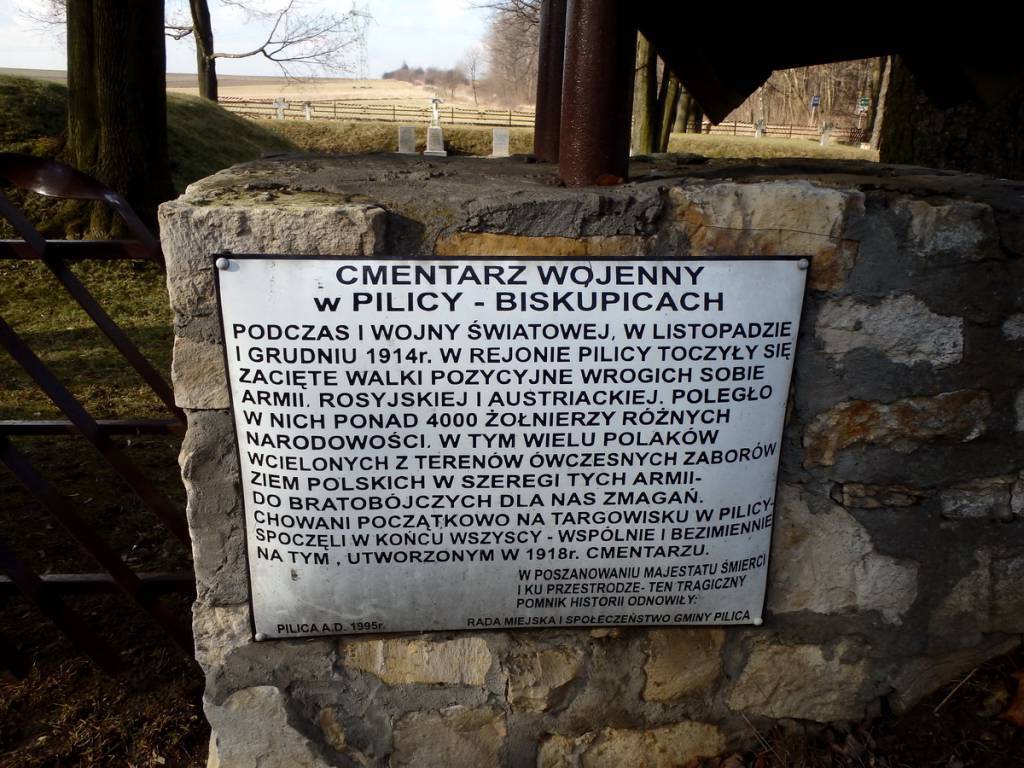 CMENTARZ WOJENNY
w PILICY - BISKUPICACH
PODCZAS I WOJNY ŚWIATOWEJ, W LISTOPADZIE
I GRUDNIU 1914r. W REJONIE PILICY TOCZYŁY SIĘ
ZACIĘTE WALKI POZYCYJNE WROGICH SOBIE
ARMII. ROSYJSKIEJ I AUSTRIACKIEJ. POLEGŁO
W NICH PONAD 4000 ŻOŁNIERZY RÓŻNYCH
NARODOWOŚCI. W TYM WIELU POLAKÓW
WCIELONYCH Z TERENÓW ÓWCZESNYCH ZABORÓW
ZIEM POLSKICH W SZEREGI TYCH ARMII-
DO BRATOBÓJCZYCH DLA NAS ZMAGAŃ.
CHOWANI POCZĄTKOWO NA TARGOWISKU W PILICY-
SPOCZĘLI W KOŃCU WSZYSCY - WSPÓLNIE I BEZIMIENNIE
NA TYM , UTWORZONYM W 1918r. CMENTARZU.
W POSZANOWANIU MAJESTATU ŚMIERCI
I KU PRZESTRODZE- TEN TRAGICZNY
POMNIK HISTORII ODNOWIŁY:
PILICA A.D. 1995r. RADA MIEJSKA I SPOŁECZEŃSTWO GMINY PILICA